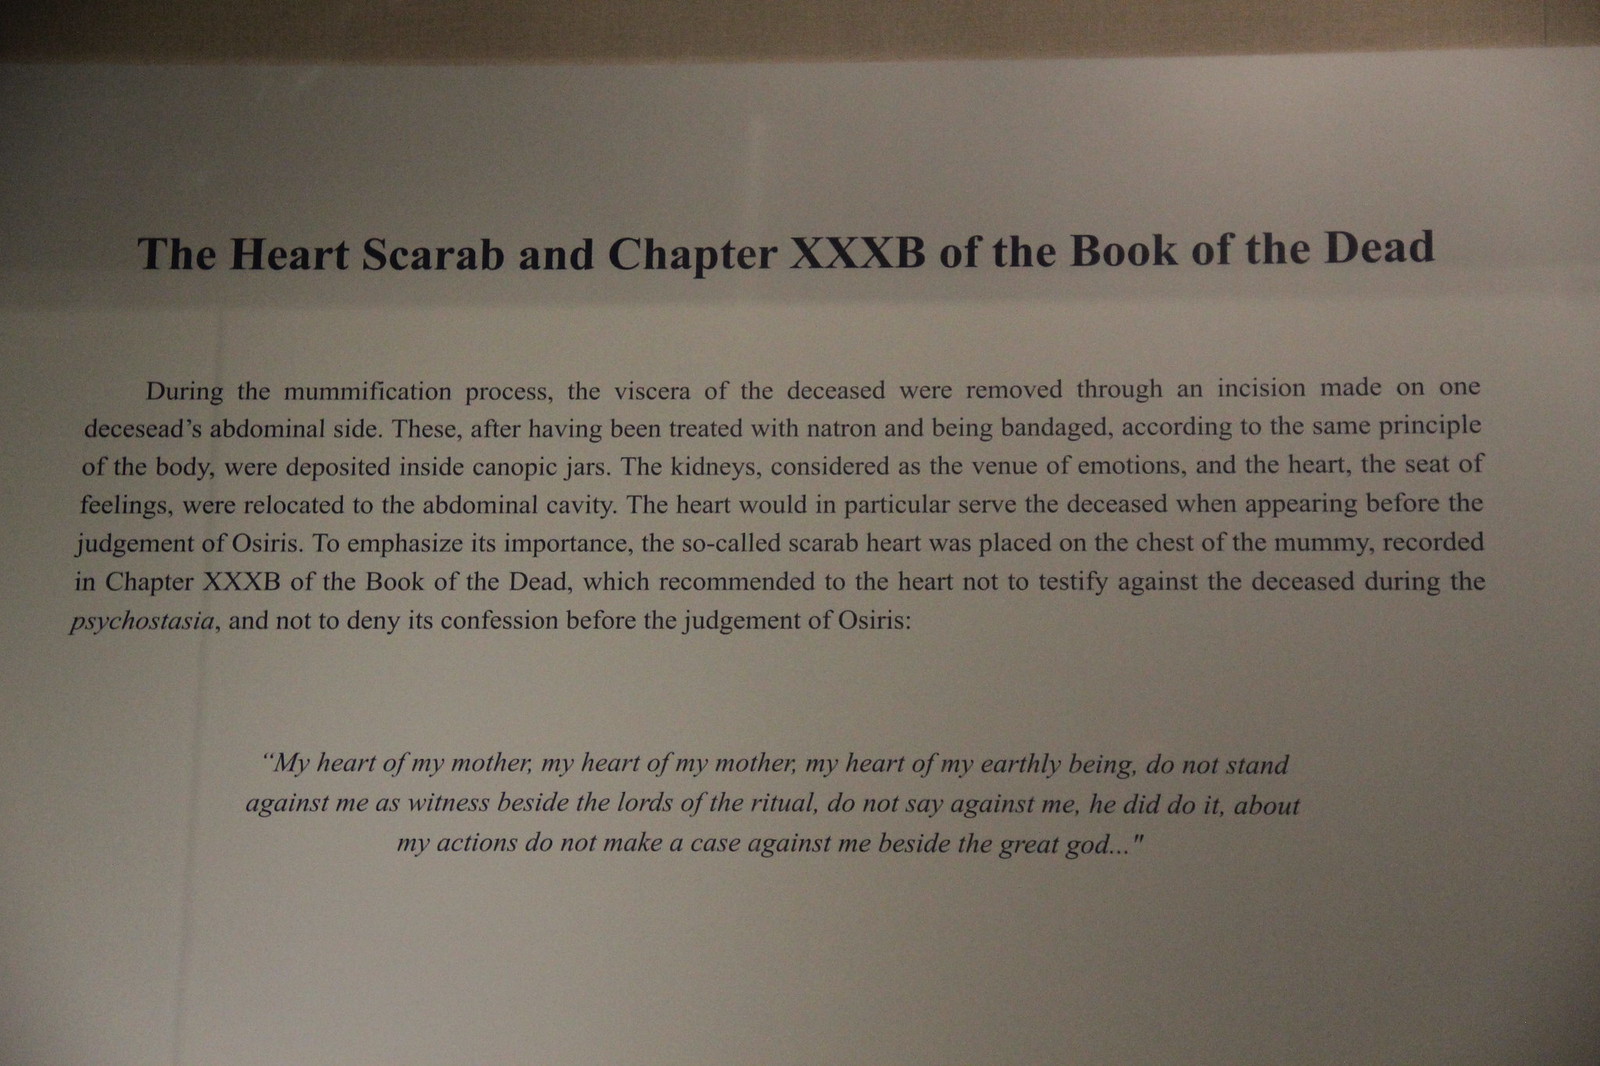 The Heart Scarab and Chapter XXXB of the Book of the Dead
During the mummification process, the viscera of the deceased were removed through an incision made on one
decesead's abdominal side. These, after having been treated with natron and being bandaged, according to the same principle
of the body, were deposited inside canopic jars. The kidneys, considered as the venue of emotions, and the heart, the seat of
feelings, were relocated to the abdominal cavity. The heart would in particular serve the deceased when appearing before the
judgement of Osiris. To emphasize its importance, the so-called scarab heart was placed on the chest of the mummy, recorded
in Chapter XXXB of the Book of the Dead, which recommended to the heart not to testify against the deceased during the
psychostasia, and not to deny its confession before the judgement of Osiris:
“My heart of my mother, my heart of my mother, my heart of my earthly being, do not stand
against me as witness beside the lords of the ritual, do not say against me, he did do it, about
my actions do not make a case against me beside the great god..."